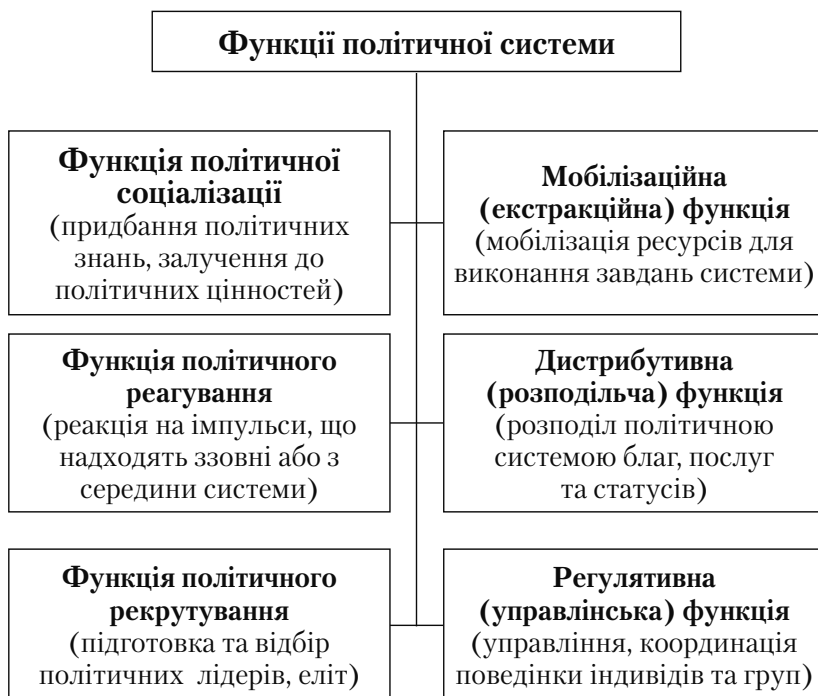 Функції політичної системи
Функція політичної
соціалізації
(придбання політичних
знань, залучення до
політичних цінностей)
Мобілізаційна
(екстракційна) функція
(мобілізація ресурсів для
виконання завдань системи)
Функція політичного
реагування
(реакція на імпульси, що
надходять ззовні або з
середини системи)
Дистрибутивна
(розподільча) функція
(розподіл політичною
системою благ, послуг
та статусів)
Функція політичного
рекрутування
(підготовка та відбір
політичних лідерів, еліт)
Регулятивна
(управлінська) функція
(управління, координація
поведінки індивідів та груп)